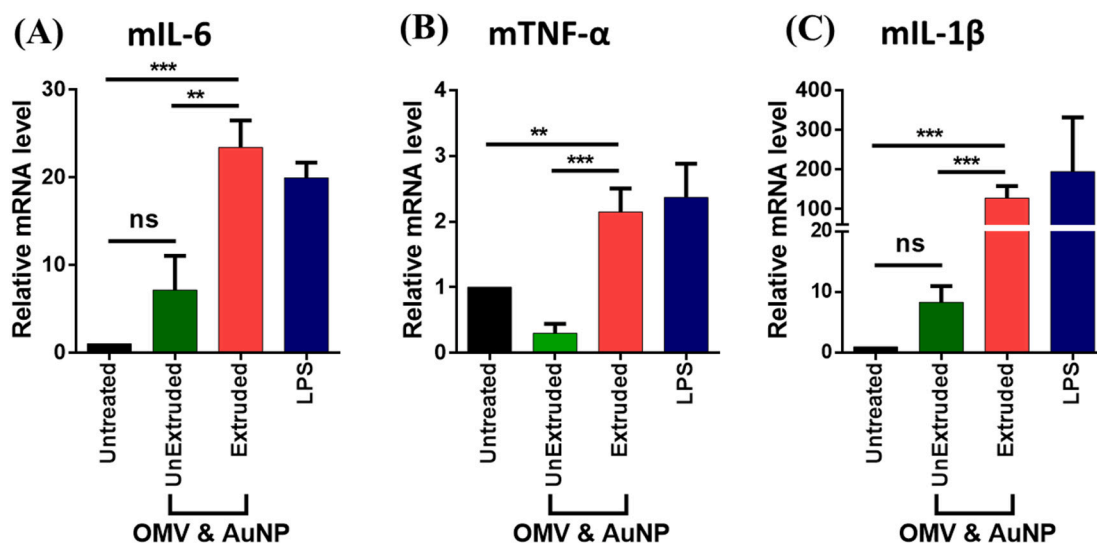 (A) mIL-6
Relative mRNA level
30
20
10
0
***
**
ns
Untreated
UnExtruded
Extruded
LPS
OMV & AuNP
(B) mTNF-α
Relative mRNA level
4
3
2
1
0
**
***
Untreated
UnExtruded
Extruded
LPS
OMV & AuNP
(C) mIL-1β
Relative mRNA level
400
300
200
100
20
10
0
***
***
ns
Untreated
UnExtruded
Extruded
LPS
OMV & AuNP